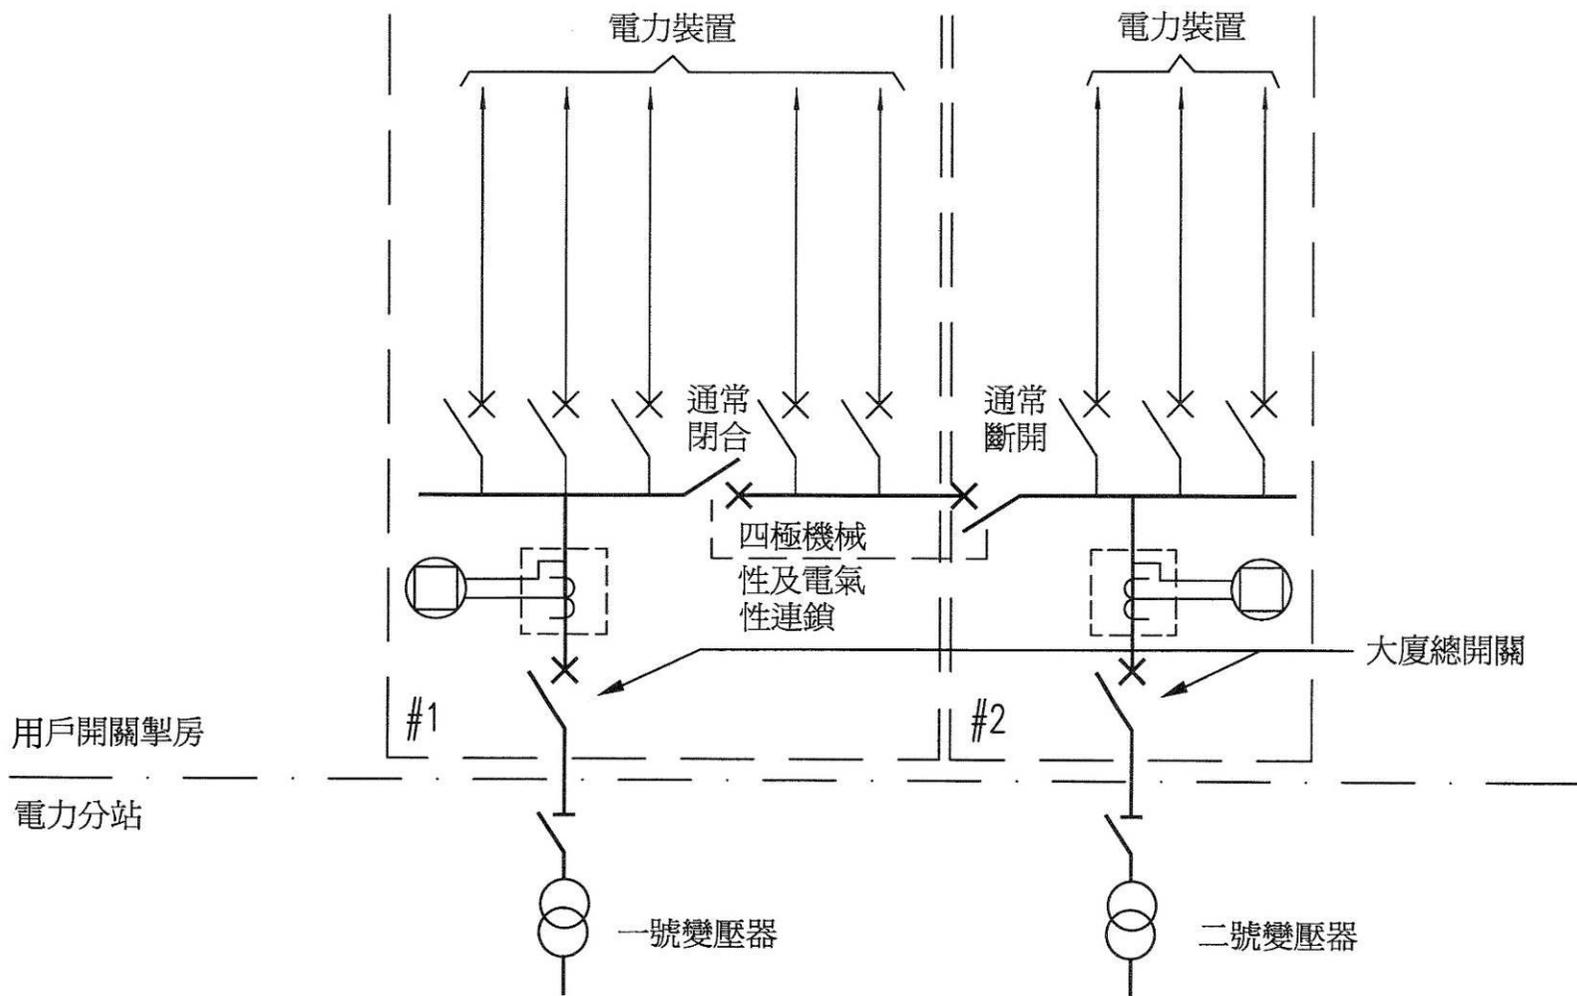 電力裝置
電力裝置
通常
閉合
通常
斷開
四極機械
性及電氣
性連鎖
大廈總開關
#1
#2
用戶開關掣房
電力分站
一號變壓器
二號變壓器